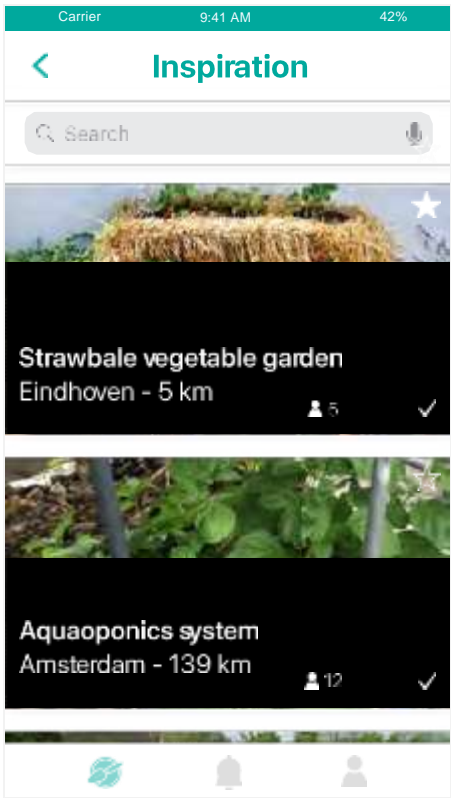 Carrier 9:41 AM 42%
Inspiration
Search
Strawbale vegetable garden
Eindhoven - 5 km
5
Aquaoponics system
Amsterdam - 139 km
12